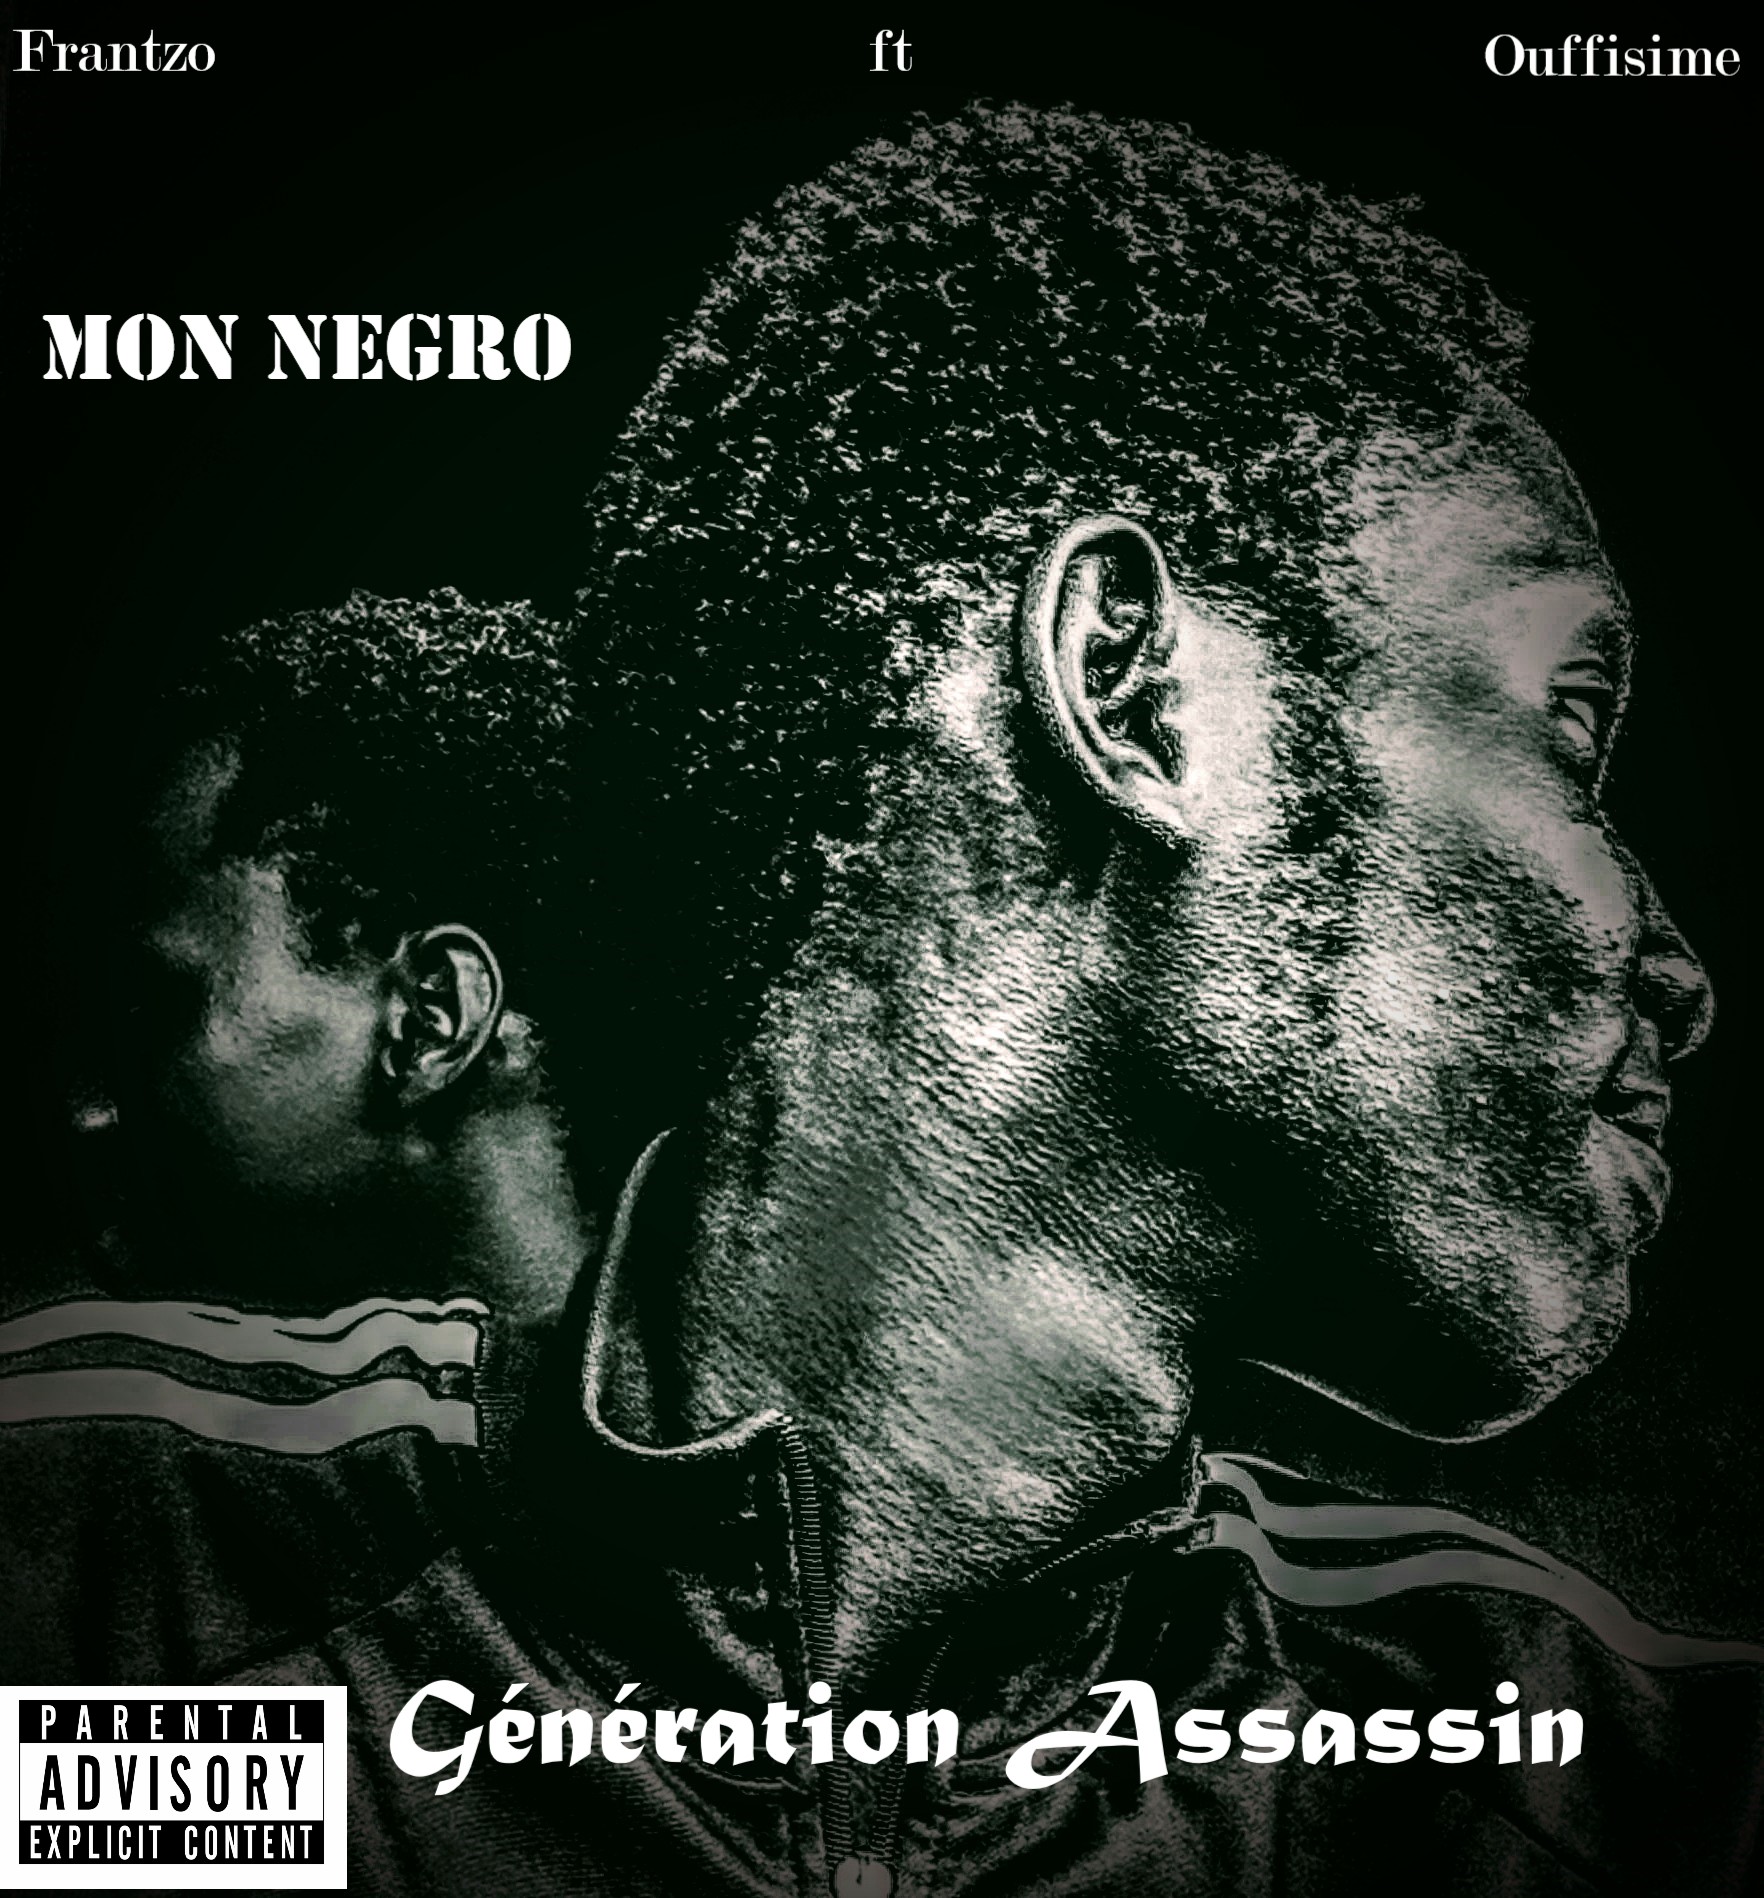 Frantzo ft Ouffisime
MON NEGRO
Génération Assassin
PARENTAL
ADVISORY
EXPLICIT CONTENT